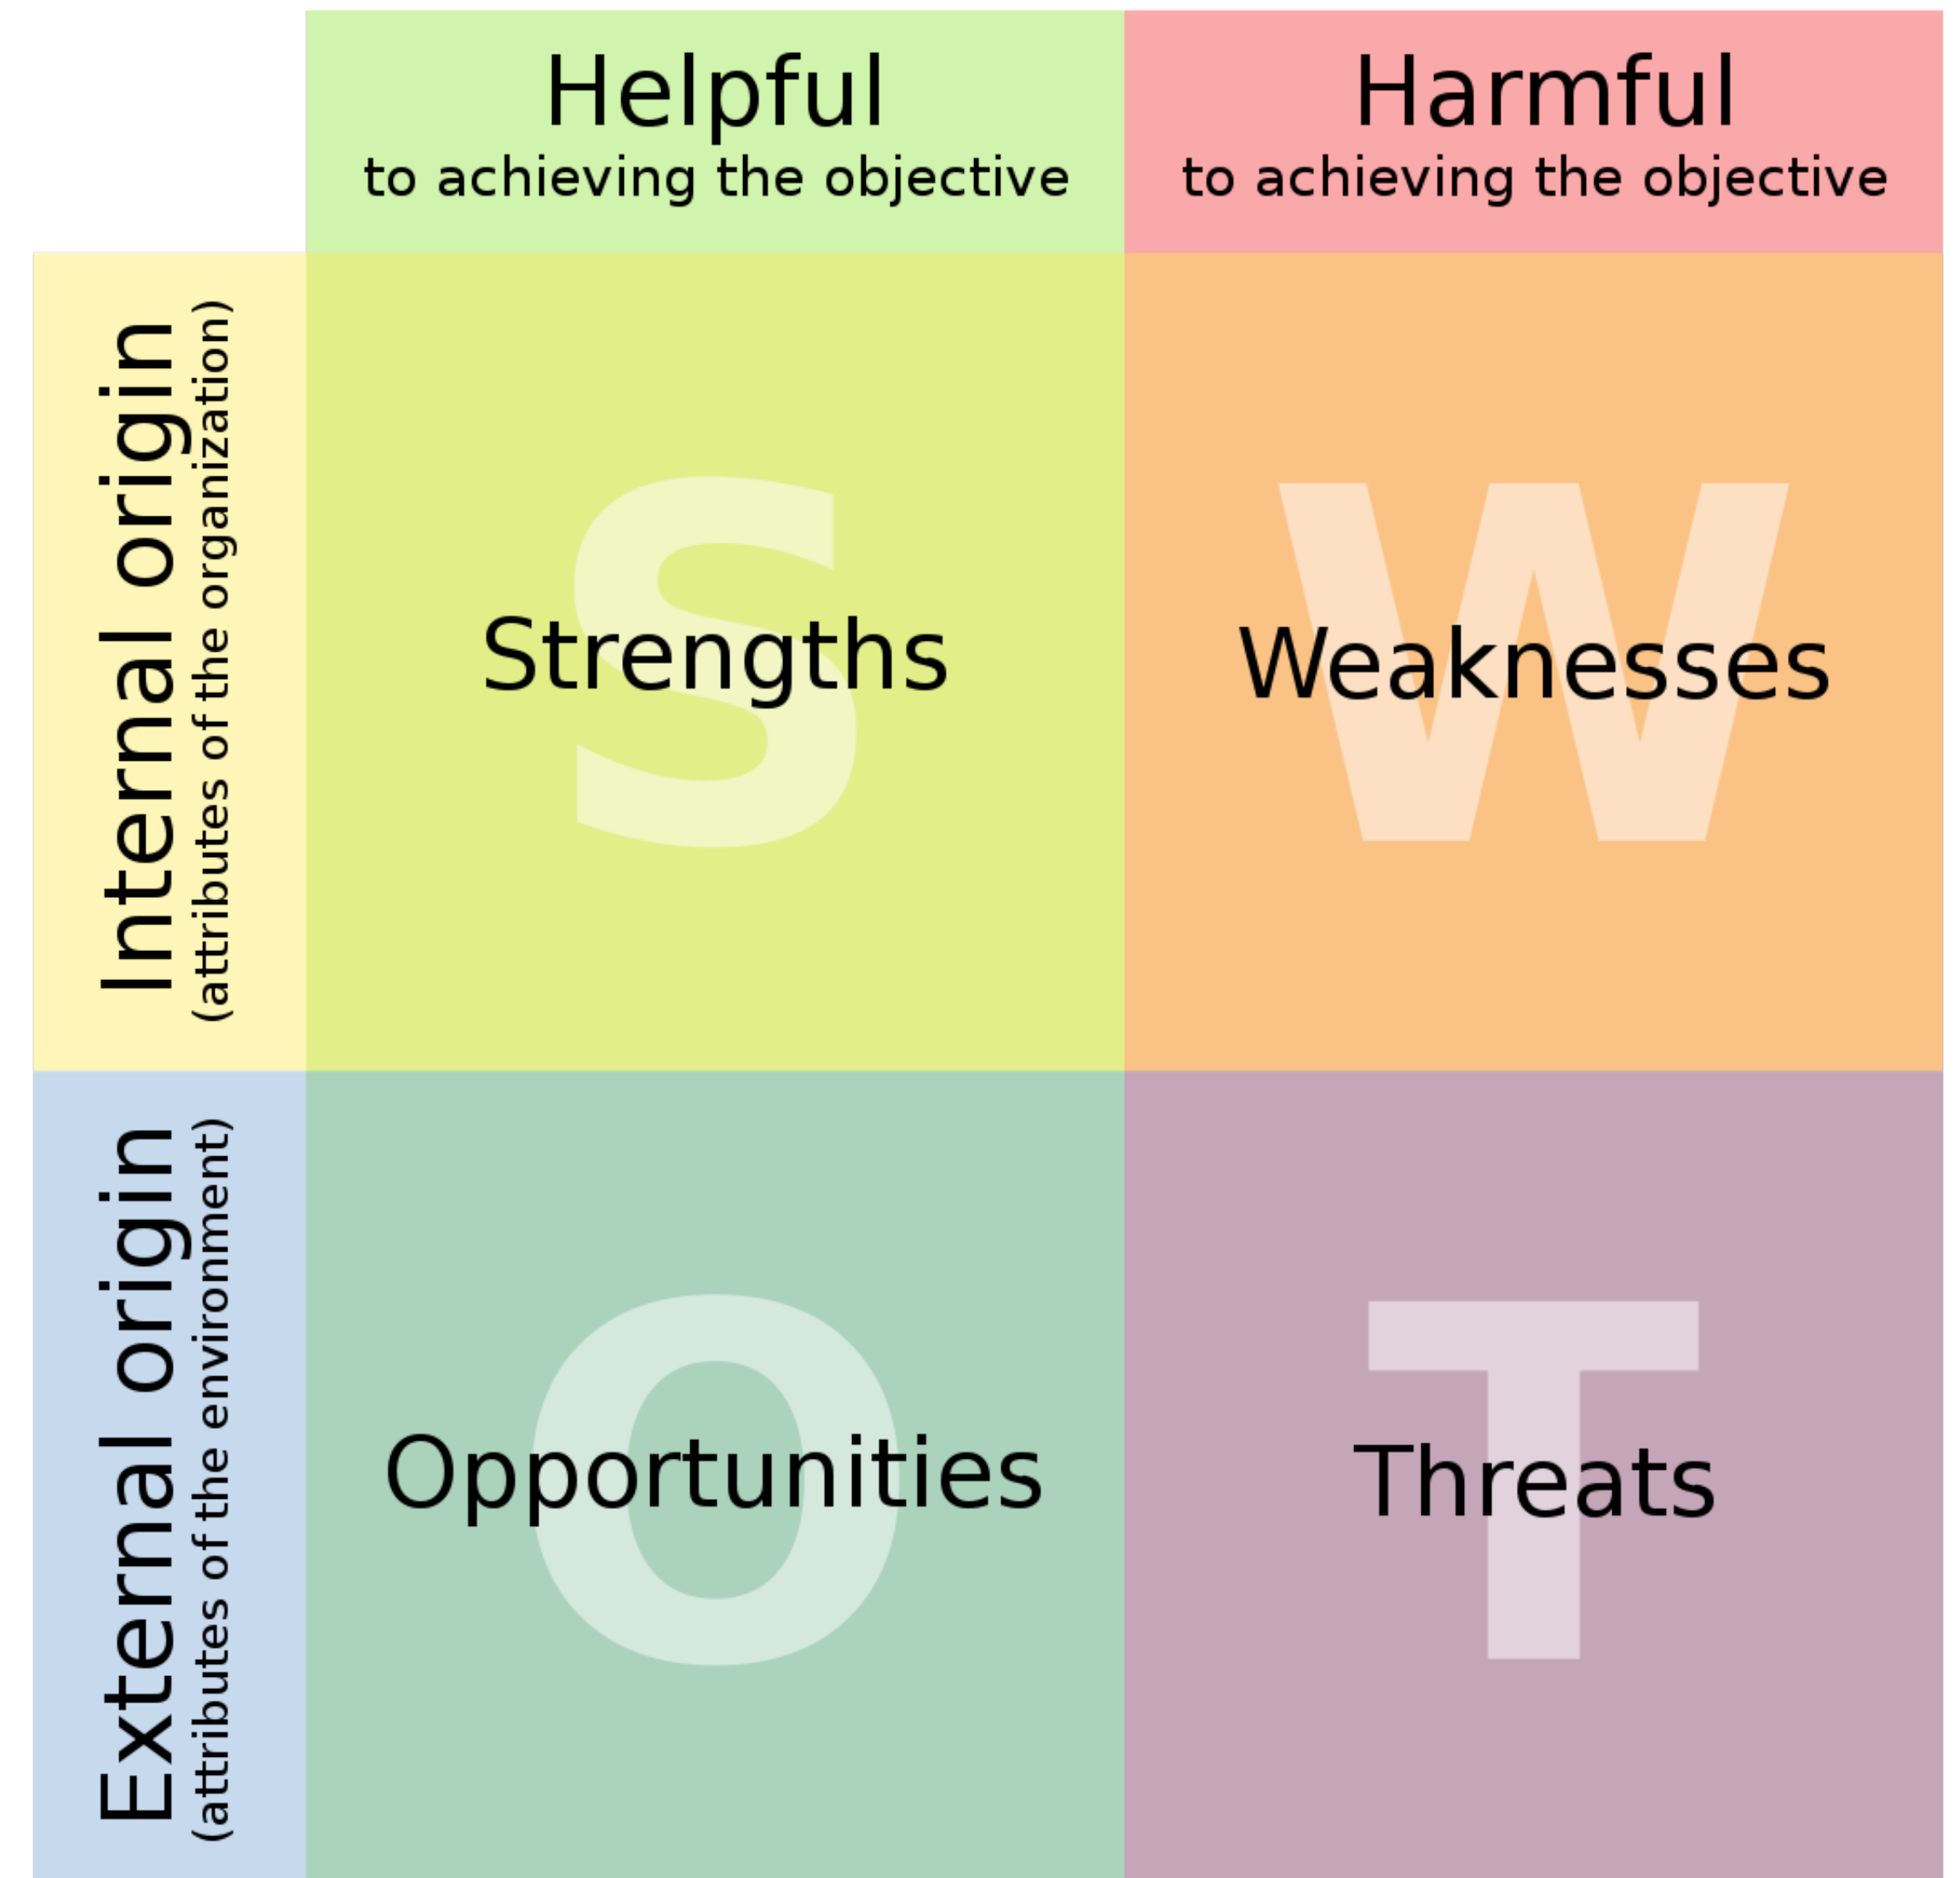 Helpful
to achieving the objective
Harmful
to achieving the objective
Internal origin
(attributes of the organization)
S
Strengths
W
Weaknesses
External origin
(attributes of the environment)
O
Opportunities
T
Threats